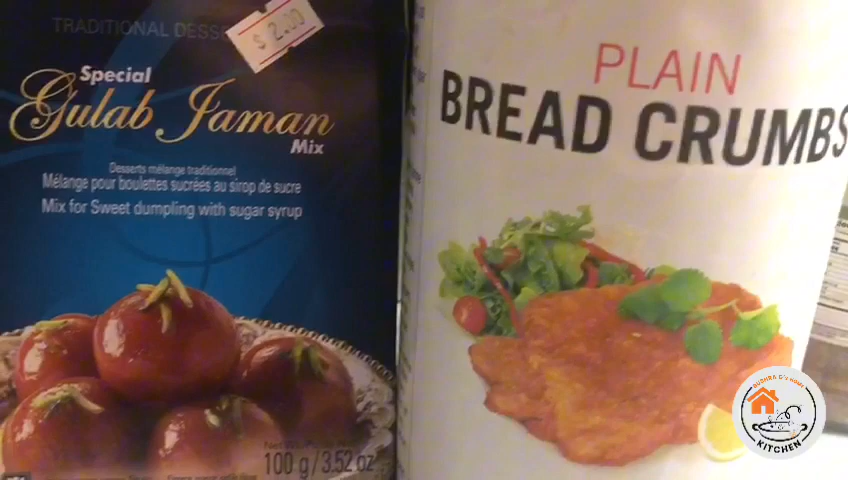 TRADITIONAL DESSE
$2.00
Special
Gulab Jaman
Mix
Desserts mélange traditionnel
Mélange pour boulettes sucrées au sirop de sucre
Mix for Sweet dumpling with sugar syrup
100 g/3.52 oz
PLAIN
BREAD CRUMBS
KITCHEN